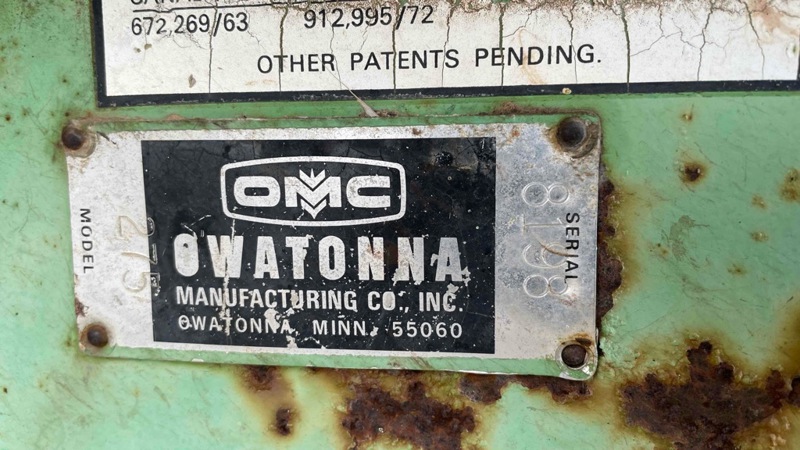 672,269/63 912,995/72
OTHER PATENTS PENDING.
OMC
OWATONNA
MANUFACTURING CO., INC.
OWATONNA, MINN. 55060
MODEL
275
SERIAL
8198